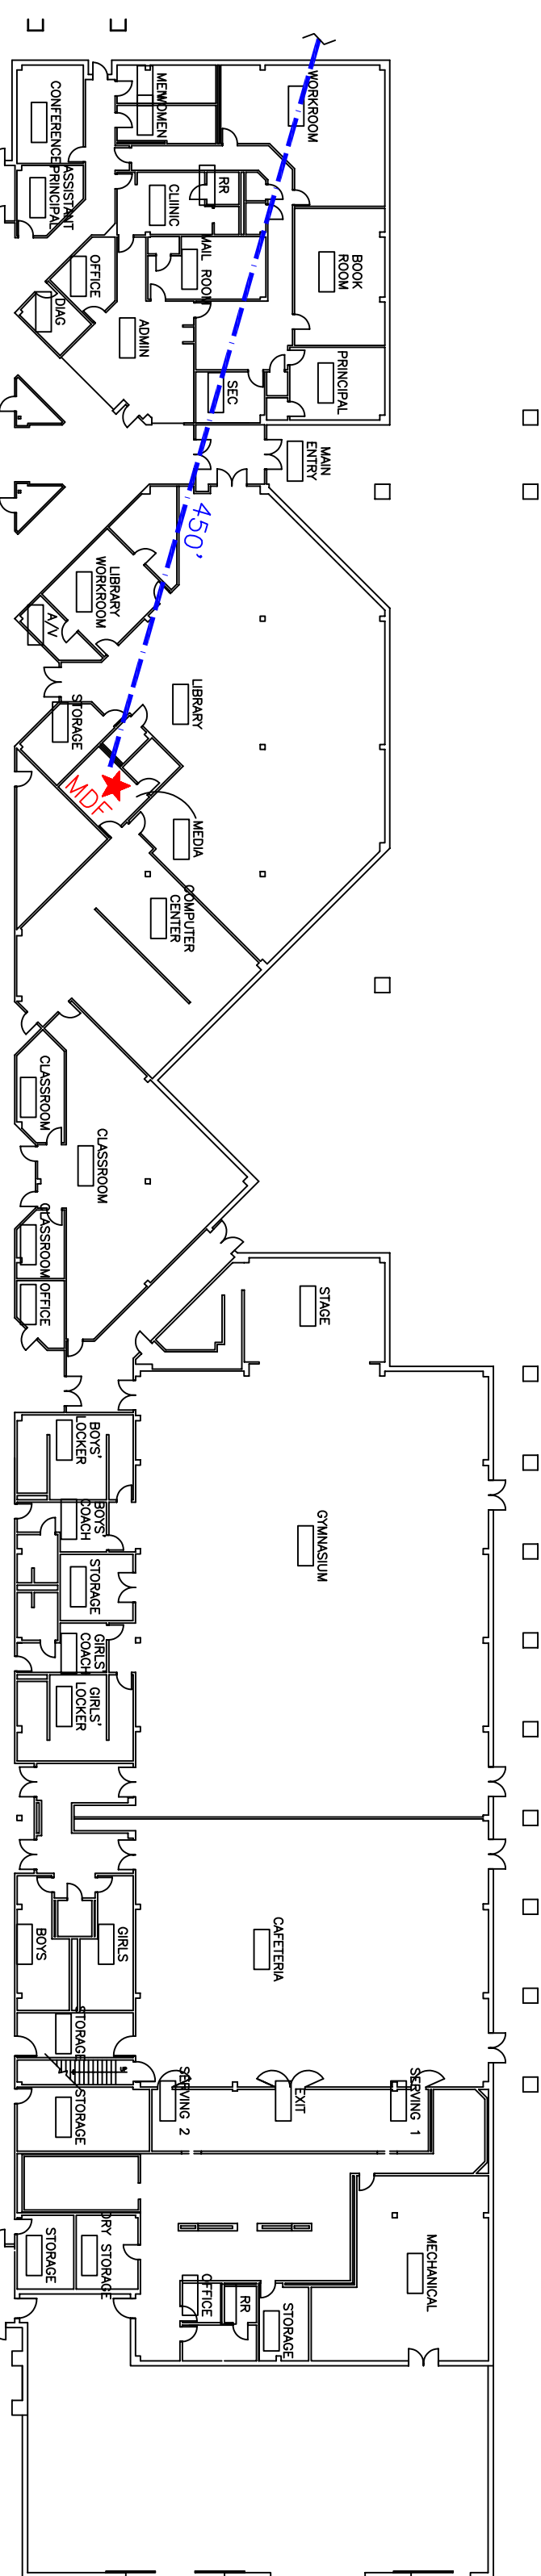 WORKROOM
MEN
WOMEN
CONFERENCE
ASSISTANT
PRINCIPAL
RR
CLIINIC
MAIL ROOM
BOOK
ROOM
OFFICE
DIAG
ADMIN
PRINCIPAL
SEC
MAIN
ENTRY
450'
LIBRARY
WORKROOM
A/V
LIBRARY
STORAGE
MDF
MEDIA
COMPUTER
CENTER
CLASSROOM
CLASSROOM
CLASSROOM
OFFICE
STAGE
BOYS'
LOCKER
BOYS'
COACH
GYMNASIUM
STORAGE
GIRLS'
COACH
GIRLS'
LOCKER
CAFETERIA
GIRLS
BOYS
STORAGE
STORAGE
SERVING 2
EXIT
SERVING 1
MECHANICAL
DRY STORAGE
STORAGE
OFFICE
RR
STORAGE